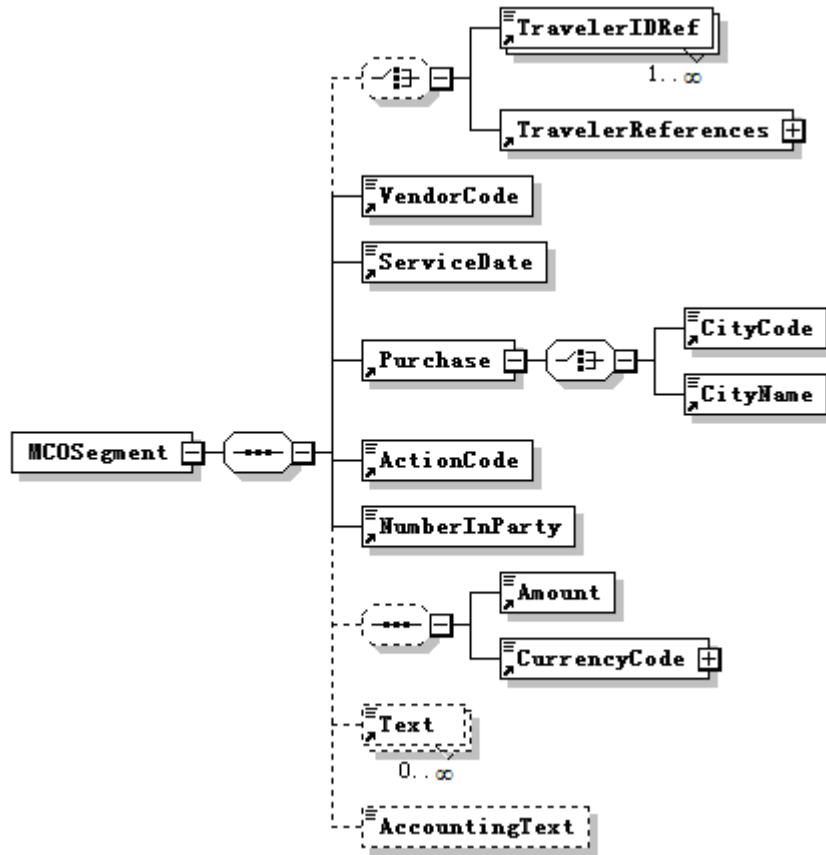 TravelerIDRef
1..∞
TravelerReferences
VendorCode
ServiceDate
CityCode
Purchase
CityName
MCOSegment
ActionCode
NumberInParty
Amount
CurrencyCode
Text
0..∞
AccountingText